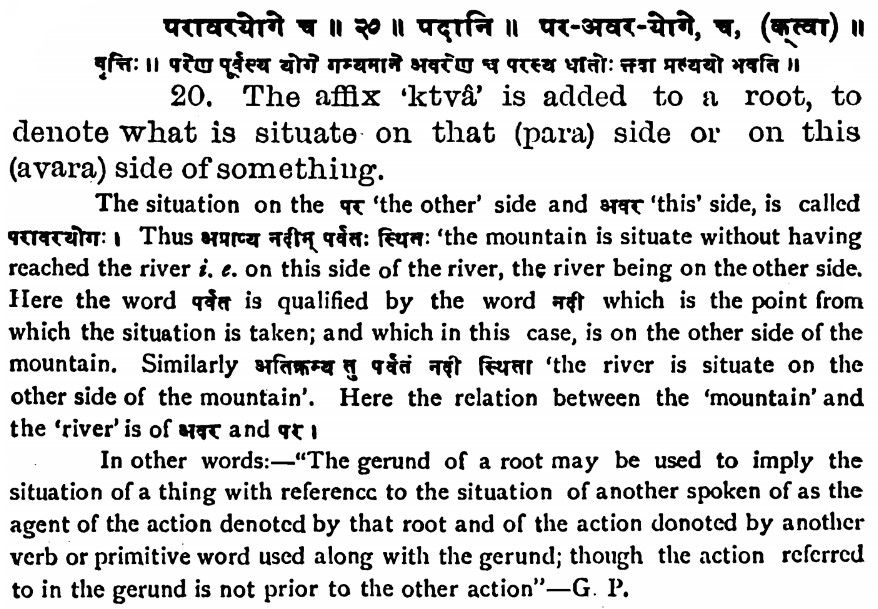 परावरयोगे च ॥ २० ॥ पदानि ॥ पर-अवर-योगे, च, (क्त्वा) ॥
वृत्तिः ॥ परेण पूर्वस्य योगे गम्यमाने अवरेण च परस्य धातोः क्त्वा प्रत्ययो भवति ॥
20. The affix ‘ktvâ’ is added to a root, to
denote what is situate on that (para) side or on this
(avara) side of something.
The situation on the पर ‘the other’ side and अवर ‘this’ side, is called
परावरयोगः । Thus अप्राप्य नदीम् पर्वतः स्थितः ‘the mountain is situate without having
reached the river i. e. on this side of the river, the river being on the other side.
Here the word पर्वत is qualified by the word नदी which is the point from
which the situation is taken; and which in this case, is on the other side of the
mountain. Similarly अतिक्रम्य तु पर्वतं नदी स्थिता ‘the river is situate on the
other side of the mountain’. Here the relation between the ‘mountain’ and
the ‘river’ is of अवर and पर ।
In other words:—“The gerund of a root may be used to imply the
situation of a thing with reference to the situation of another spoken of as the
agent of the action denoted by that root and of the action donoted by another
verb or primitive word used along with the gerund; though the action referred
to in the gerund is not prior to the other action”—G. P.